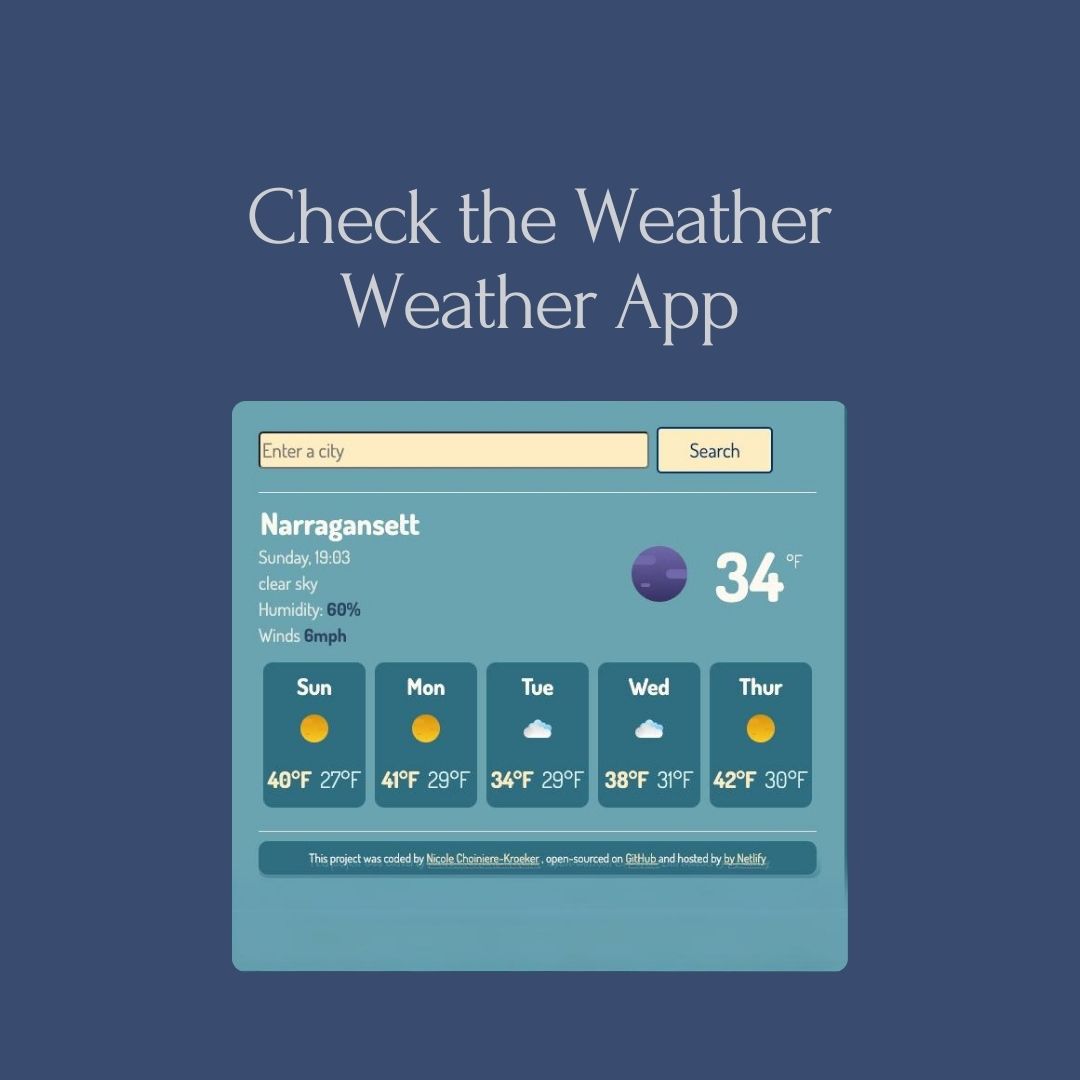 Check the Weather
Weather App
Enter a city Search
Narragansett
Sunday, 19:03
clear sky
34 °F
Humidity: 60%
Winds 6mph
Sun Mon Tue Wed Thur
40°F 27°F 41°F 29°F 34°F 29°F 38°F 31°F 42°F 30°F
This project was coded by Nicole Choiniere-Kroeker , open-sourced on GitHub and hosted by by Netlify